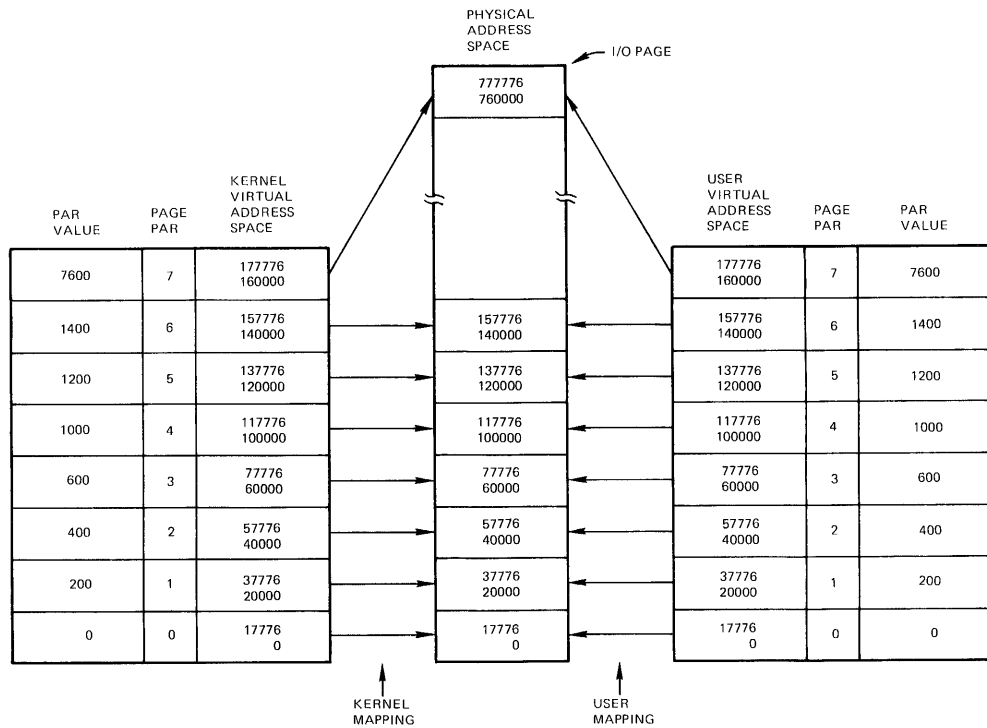 PHYSICAL
ADDRESS
SPACE
I/O PAGE
777776
760000
KERNEL
VIRTUAL
ADDRESS
SPACE
PAR
VALUE
PAGE
PAR
USER
VIRTUAL
ADDRESS
SPACE
PAGE
PAR
PAR
VALUE
7600 7 177776
160000
177776 7 7600
160000
1400 6 157776
140000
157776
140000
157776 6 1400
140000
1200 5 137776
120000
137776
120000
137776 5 1200
120000
1000 4 117776
100000
117776
100000
117776 4 1000
100000
600 3 77776
60000
77776
60000
77776 3 600
60000
400 2 57776
40000
57776
40000
57776 2 400
40000
200 1 37776
20000
37776
20000
37776 1 200
20000
0 0 17776
0
17776
0
17776 0 0
0
KERNEL
MAPPING
USER
MAPPING